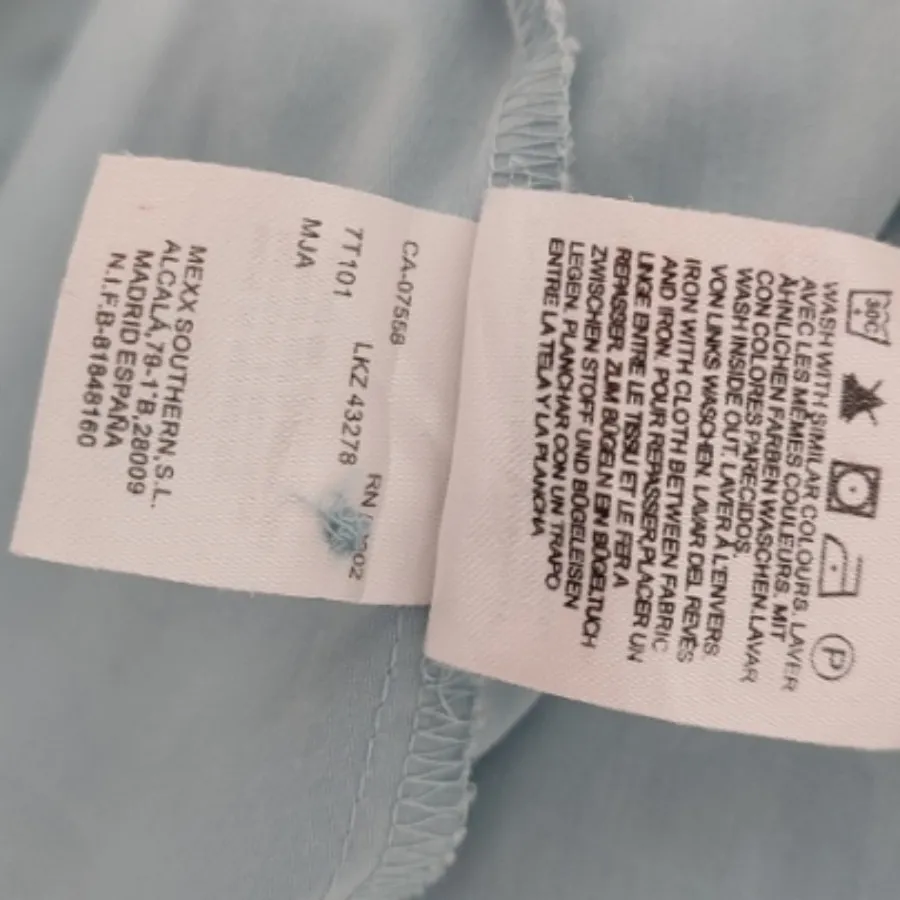 CA-07558
RN
7T101 LKZ 43278
MJA
MEXX SOUTHERN,S.L.
ALCALÁ,79-1°B,28009
MADRID ESPAÑA
N.I.F.B-81848160
30C
P
WASH WITH SIMILAR COLOURS. LAVER
AVEC LES MÊMES COULEURS. MIT
ÄHNLICHEN FARBEN WASCHEN.LAVAR
CON COLORES PARECIDOS.
WASH INSIDE OUT. LAVER À L'ENVERS.
VON LINKS WASCHEN. LAVAR DEL REVÉS
IRON WITH CLOTH BETWEEN FABRIC
AND IRON. POUR REPASSER,PLACER UN
LINGE ENTRE LE TISSU ET LE FER A
REPASSER. ZUM BÜGELN EIN BÜGELTUCH
ZWISCHEN STOFF UND BÜGELEISEN
LEGEN. PLANCHAR CON UN TRAPO
ENTRE LA TELA Y LA PLANCHA